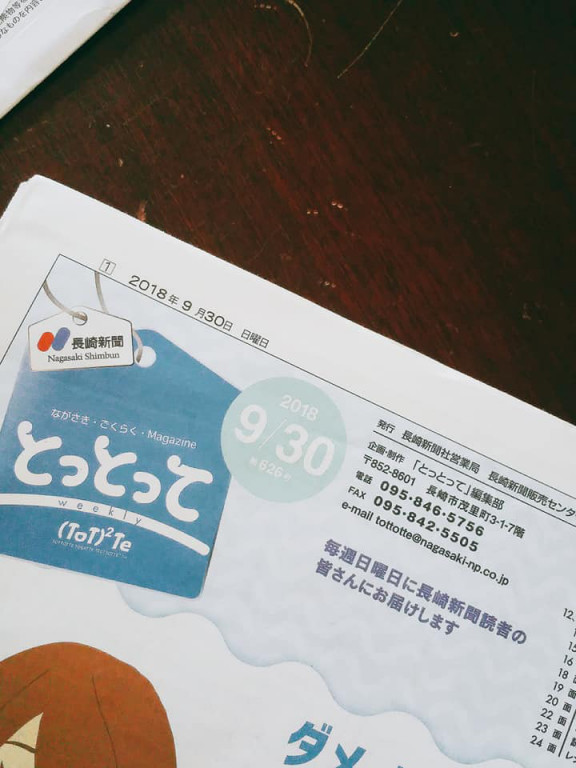 1 2018年 9月30日 日曜日
長崎新聞
Nagasaki Shimbun
ながさき・ごくらく・Magazine
とっとって
weekly
(ToT)²Te
2018
9/30
第626号
発行 長崎新聞社営業局 長崎新聞販売センタ
企画・制作 「とっとって」編集部
〒852-8601 長崎市茂里町3-1-7階
電話 095-846-5756
FAX 095-842-5505
e-mail tottotte@nagasaki-np.co.jp
毎週日曜日に長崎新聞読者の
皆さんにお届けします
12
15
16 面
18 面
19 面
20 面
22 面
23 面
24 面
ダメ